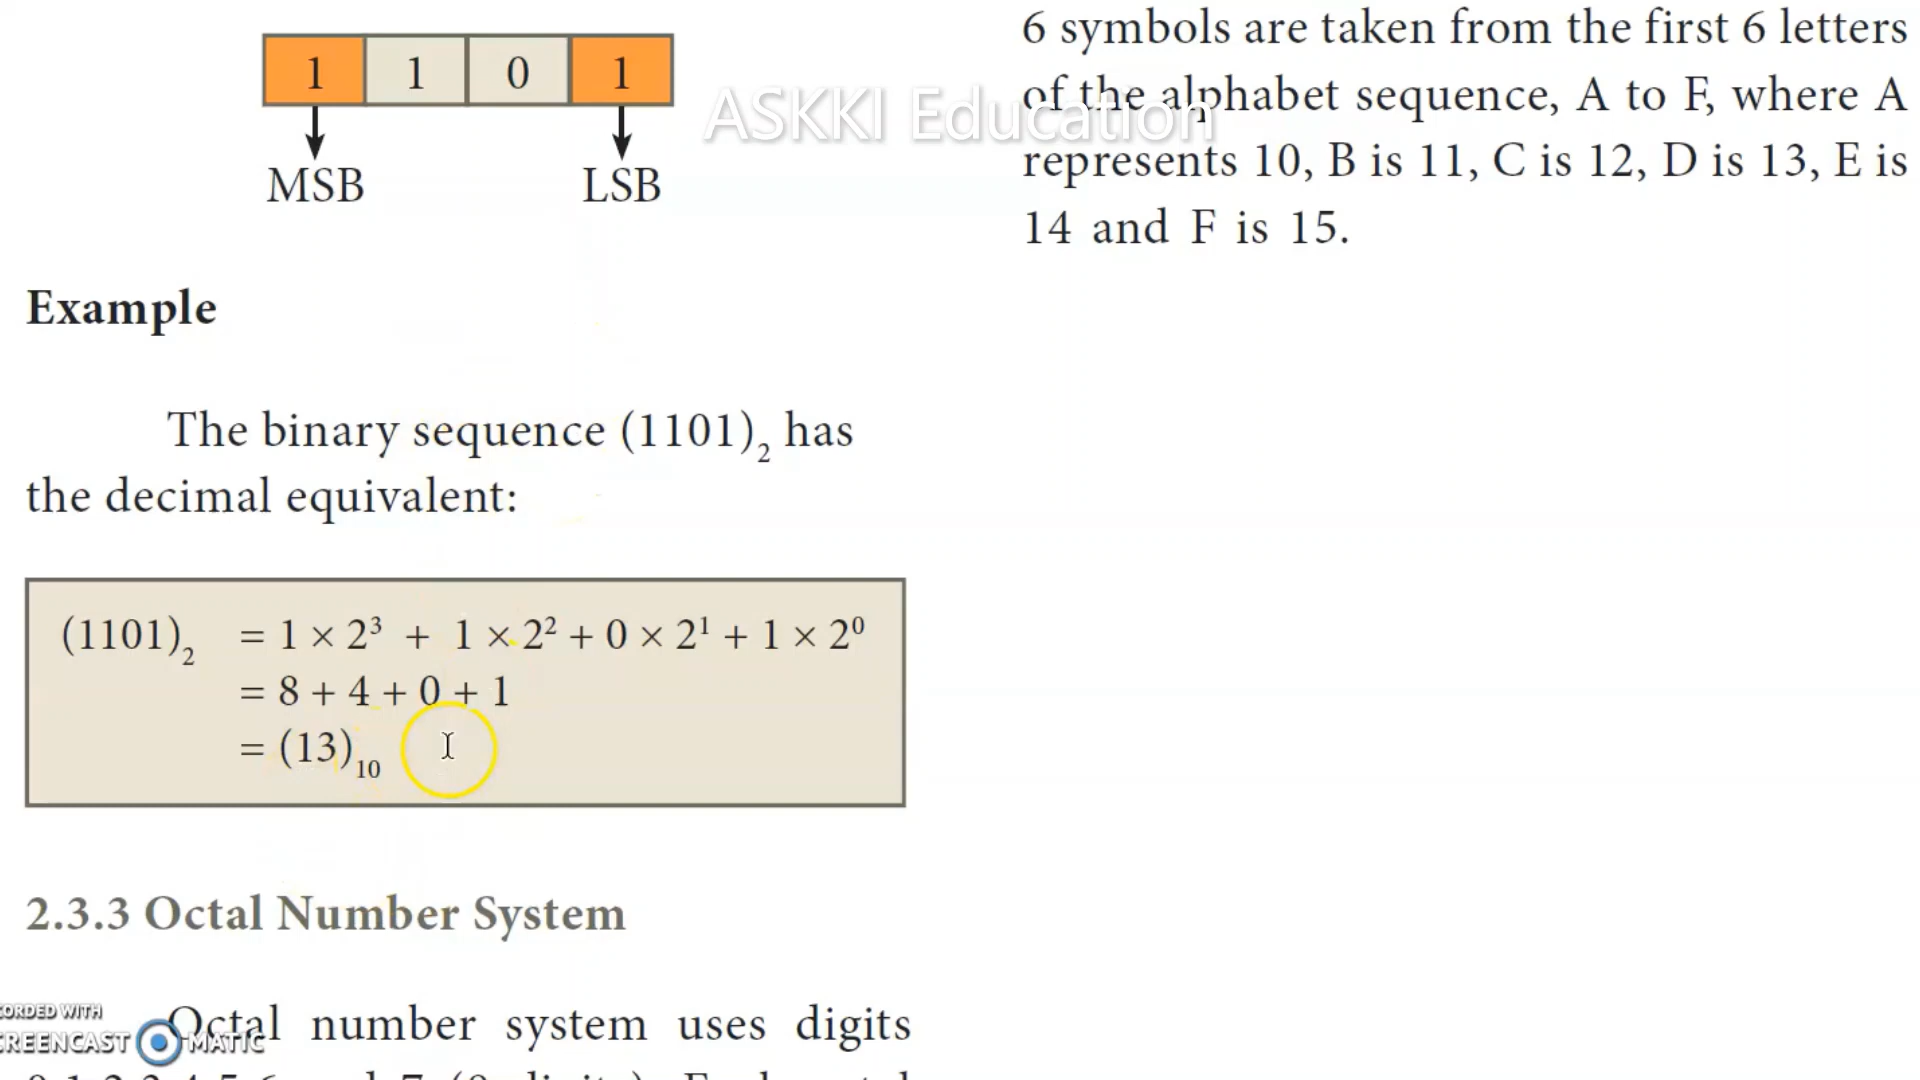 1 1 0 1
MSB LSB
Example
The binary sequence (1101)₂ has
the decimal equivalent:
(1101)₂ = 1 × 2³ + 1 × 2² + 0 × 2¹ + 1 × 2⁰
= 8 + 4 + 0 + 1
= (13)₁₀
2.3.3 Octal Number System
Octal number system uses digits
6 symbols are taken from the first 6 letters
of the alphabet sequence, A to F, where A
represents 10, B is 11, C is 12, D is 13, E is
14 and F is 15.
ASKKI Education
MATIC